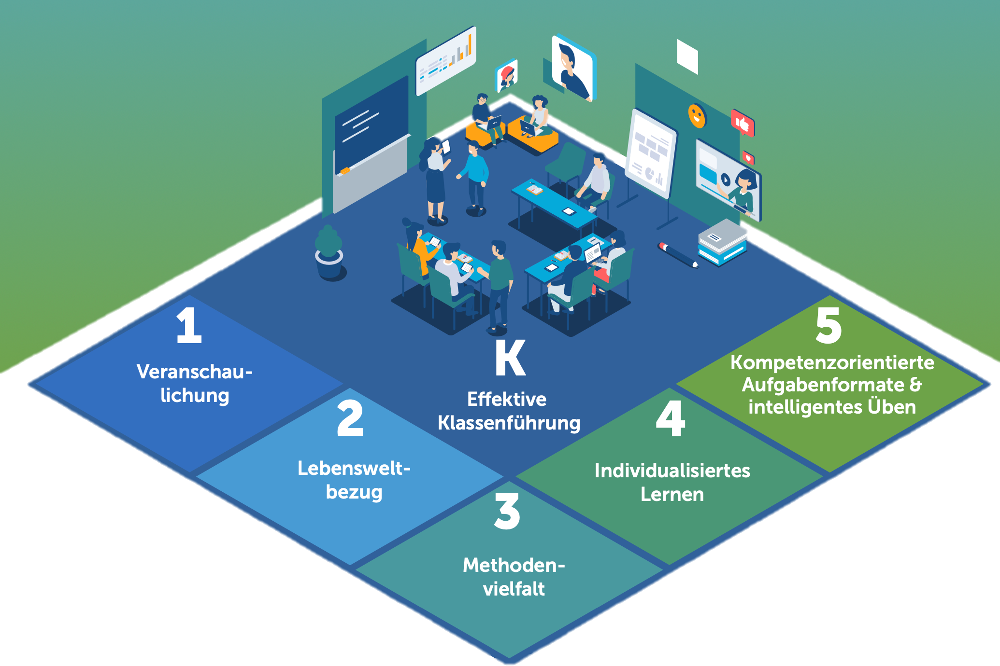 1
Veranschau-
lichung
2
Lebenswelt-
bezug
3
Methoden-
vielfalt
K
Effektive
Klassenführung
4
Individualisiertes
Lernen
5
Kompetenzorientierte
Aufgabenformate &
intelligentes Üben